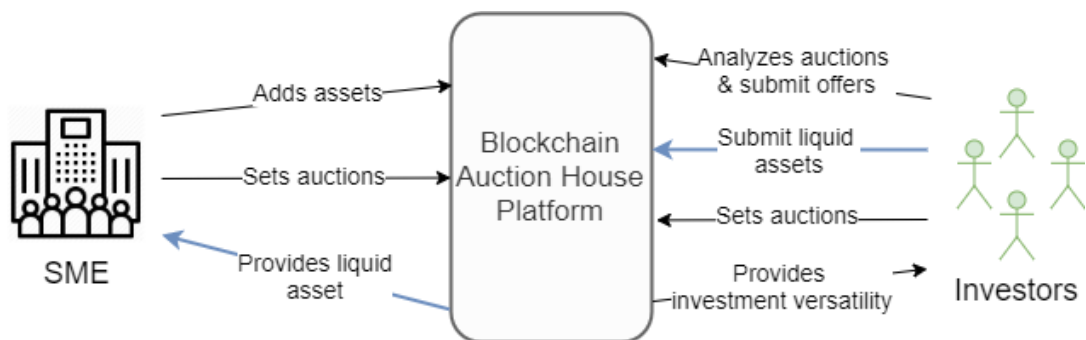 Adds assets
Sets auctions
Provides liquid
asset
SME
Blockchain
Auction House
Platform
Analyzes auctions
& submit offers
Submit liquid
assets
Sets auctions
Provides
investment versatility
Investors